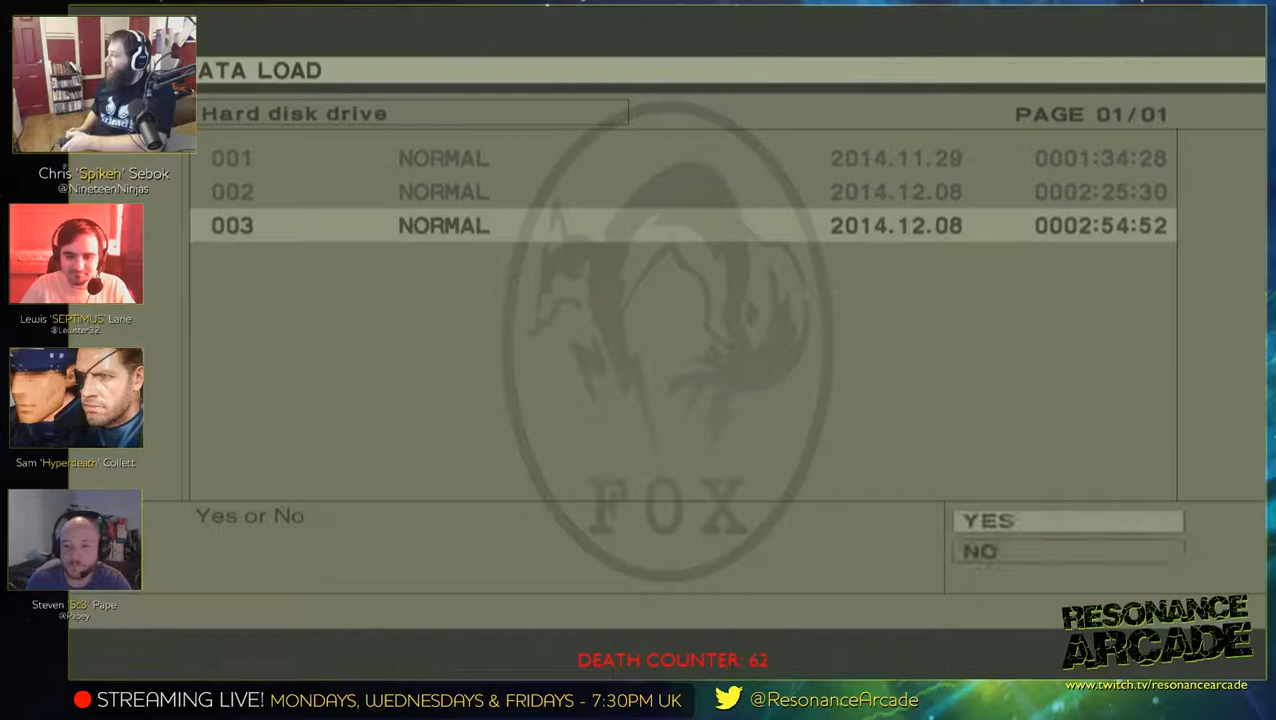 ATA LOAD
Hard disk drive PAGE 01/01
001 NORMAL 2014.11.29 0001:34:28
002 NORMAL 2014.12.08 0002:25:30
003 NORMAL 2014.12.08 0002:54:52
FOX
Yes or No
YES
NO
Chris 'Spikeh' Sebok
@NineteenNinjas
Lewis 'SEPTiMUS' Lane
@Lewster32
Sam 'Hyperdeath' Collett
Steven 'St3' Pape
@Papey
RESONANCE
ARCADE
www.twitch.tv/resonancearcade
DEATH COUNTER: 62
STREAMING LIVE! MONDAYS, WEDNESDAYS & FRIDAYS - 7:30PM UK
@ResonanceArcade